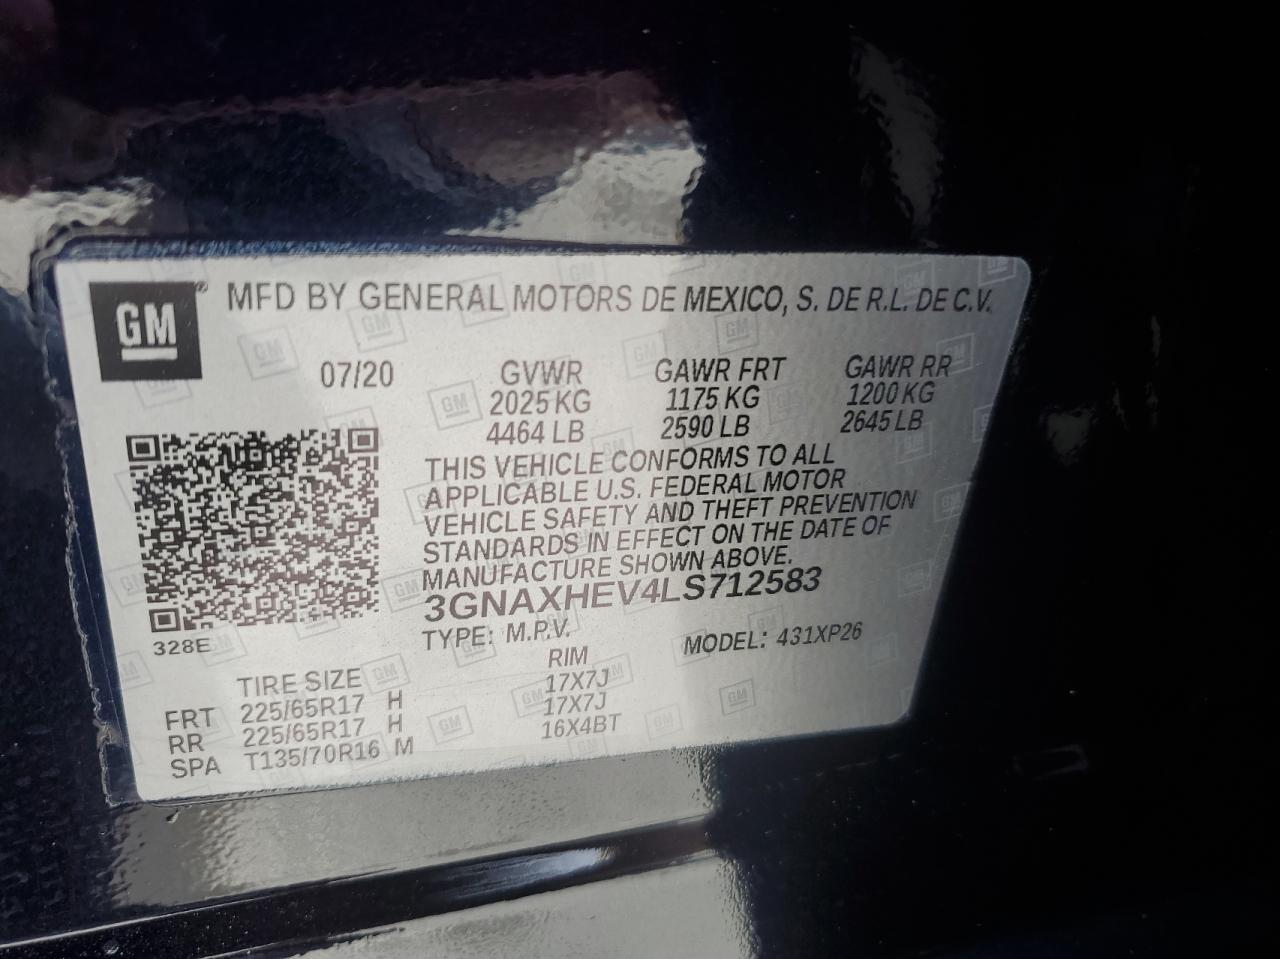 GM® MFD BY GENERAL MOTORS DE MEXICO, S. DE R.L. DE C.V.
07/20 GVWR GAWR FRT GAWR RR
2025 KG 1175 KG 1200 KG
4464 LB 2590 LB 2645 LB
THIS VEHICLE CONFORMS TO ALL
APPLICABLE U.S. FEDERAL MOTOR
VEHICLE SAFETY AND THEFT PREVENTION
STANDARDS IN EFFECT ON THE DATE OF
MANUFACTURE SHOWN ABOVE.
3GNAXHEV4LS712583
328E TYPE: M.P.V. MODEL: 431XP26
TIRE SIZE RIM
FRT 225/65R17 H 17X7J
RR 225/65R17 H 17X7J
SPA T135/70R16 M 16X4BT